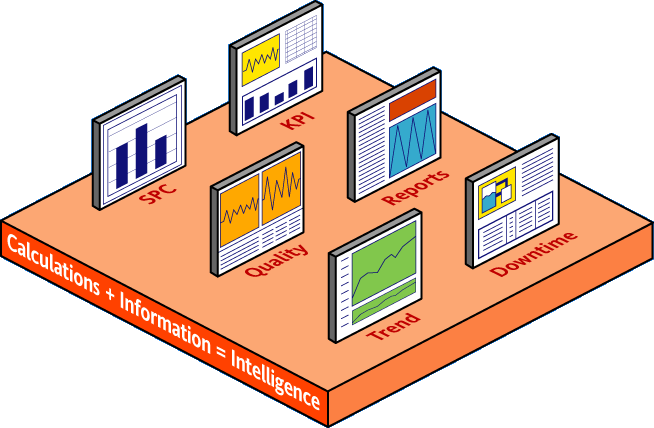 KPI
SPC
Reports
Quality
Downtime
Trend
Calculations + Information = Intelligence